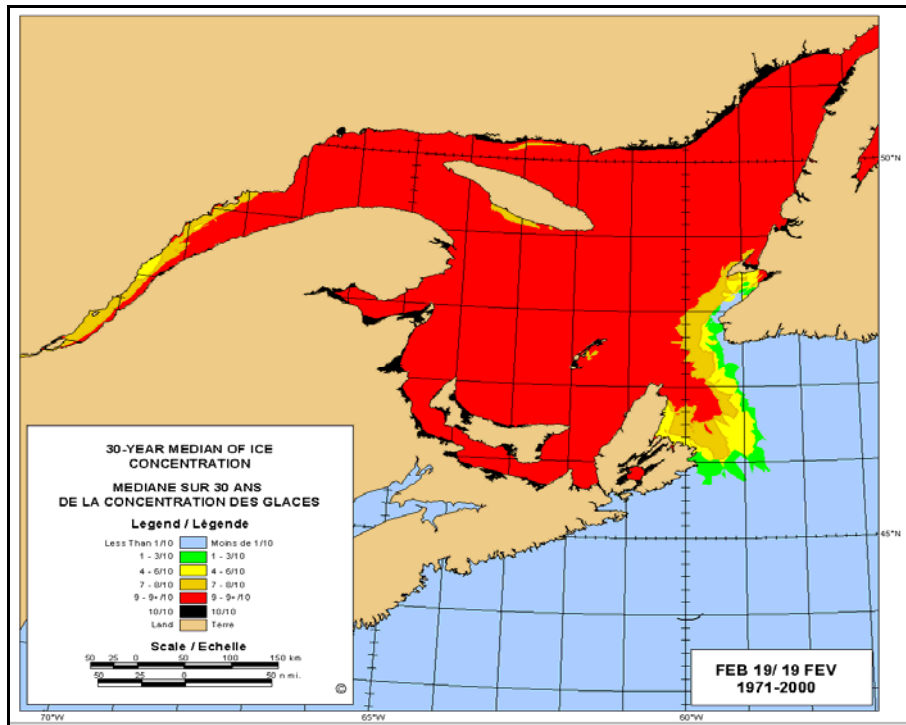 50°N
30-YEAR MEDIAN OF ICE
CONCENTRATION
MEDIANE SUR 30 ANS
DE LA CONCENTRATION DES GLACES
Legend / Légende
Less Than 1/10 Moins de 1/10
1 - 3/10 1 - 3/10
4 - 6/10 4 - 6/10
7 - 8/10 7 - 8/10
9 - 9+/10 9 - 9+/10
10/10 10/10
Land Terre
Scale / Echelle
50 25 0 50 100 150 km
50 25 0 50 n mi.
©
45°N
FEB 19/ 19 FEV
1971-2000
70°W 65°W 60°W